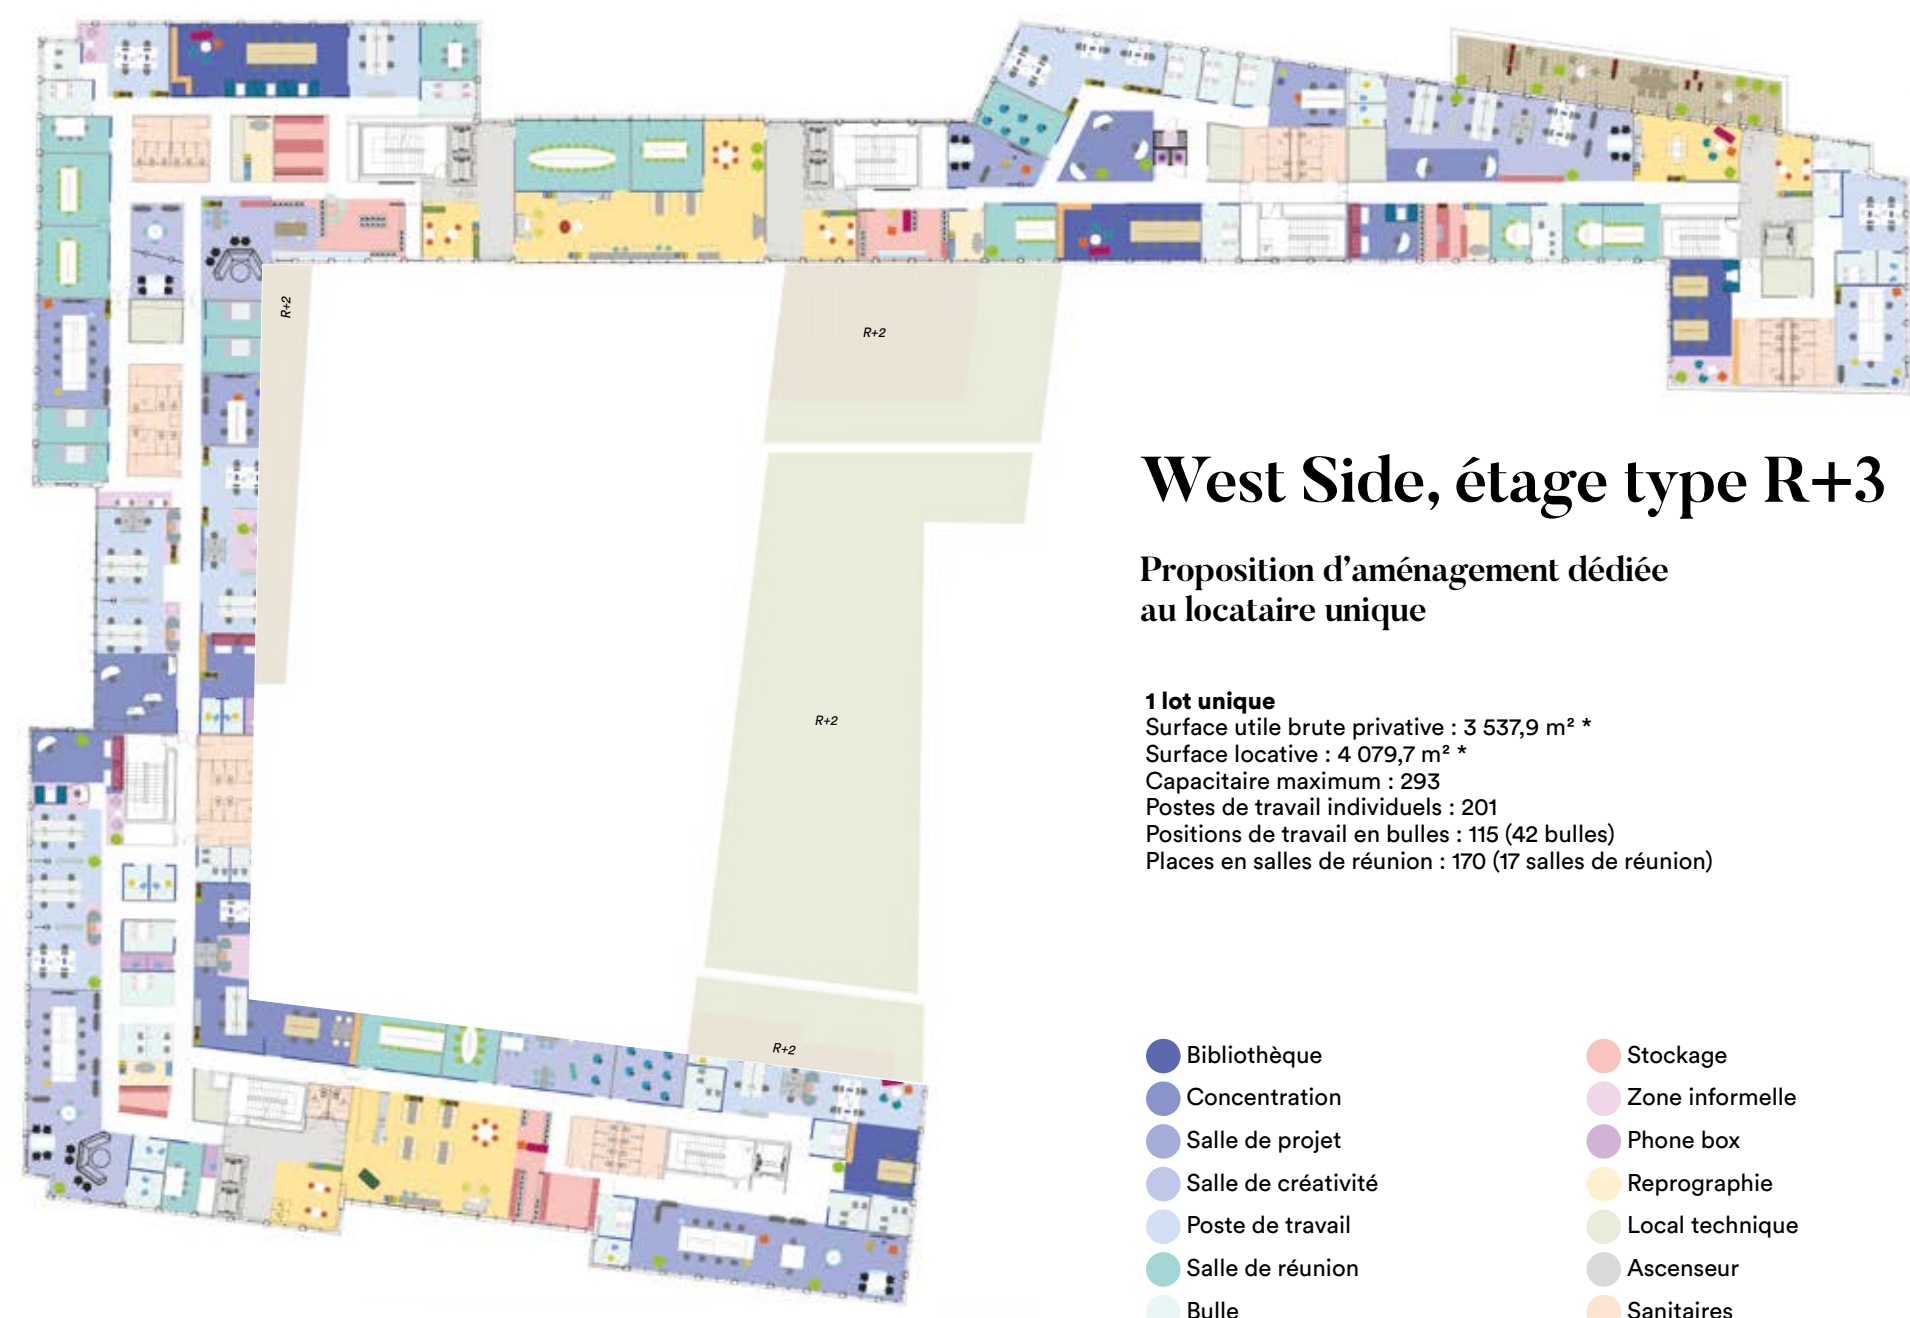 R+2
R+2
R+2
R+2
West Side, étage type R+3
Proposition d’aménagement dédiée
au locataire unique
1 lot unique
Surface utile brute privative : 3 537,9 m² *
Surface locative : 4 079,7 m² *
Capacitaire maximum : 293
Postes de travail individuels : 201
Positions de travail en bulles : 115 (42 bulles)
Places en salles de réunion : 170 (17 salles de réunion)
Bibliothèque
Concentration
Salle de projet
Salle de créativité
Poste de travail
Salle de réunion
Bulle
Stockage
Zone informelle
Phone box
Reprographie
Local technique
Ascenseur
Sanitaires